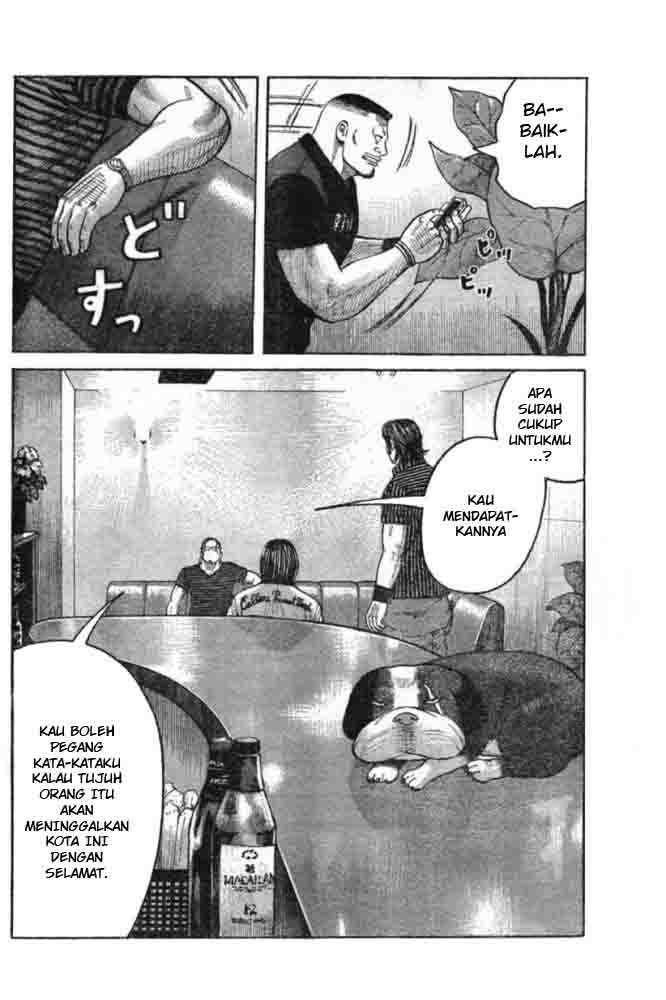 BA--
BAIK-
LAH.
どすっ
ピッ
ピッ
APA
SUDAH
CUKUP
UNTUKMU
...?
KAU
MENDAPAT-
KANNYA
KAU BOLEH
PEGANG
KATA-KATAKU
KALAU TUJUH
ORANG ITU
AKAN
MENINGGALKAN
KOTA INI
DENGAN
SELAMAT.